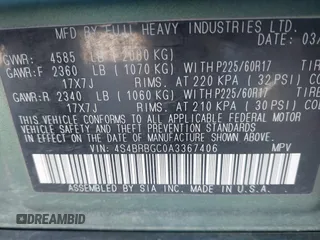 MFD BY FUJI HEAVY INDUSTRIES LTD. DATE 03/
GVWR: 4585 LB ( 2080 KG)
GAWR:F 2360 LB ( 1070 KG) WITH P225/60R17 TIRE
17X7J RIMS, AT 220 KPA ( 32 PSI) COLD
GAWR:R 2340 LB ( 1060 KG) WITH P225/60R17 TIRE
17X7J RIMS, AT 210 KPA ( 30 PSI) COLD
THIS VEHICLE CONFORMS TO ALL APPLICABLE FEDERAL MOTOR VEHICLE
SAFETY, BUMPER, AND THEFT PREVENTION STANDARDS IN EFFECT ON THE
DATE OF MANUFACTURE SHOWN ABOVE.
VIN: 4S4BRBGC0A3367406 MPV
ASSEMBLED BY SIA INC. MADE IN U.S.A.
DREAMBID